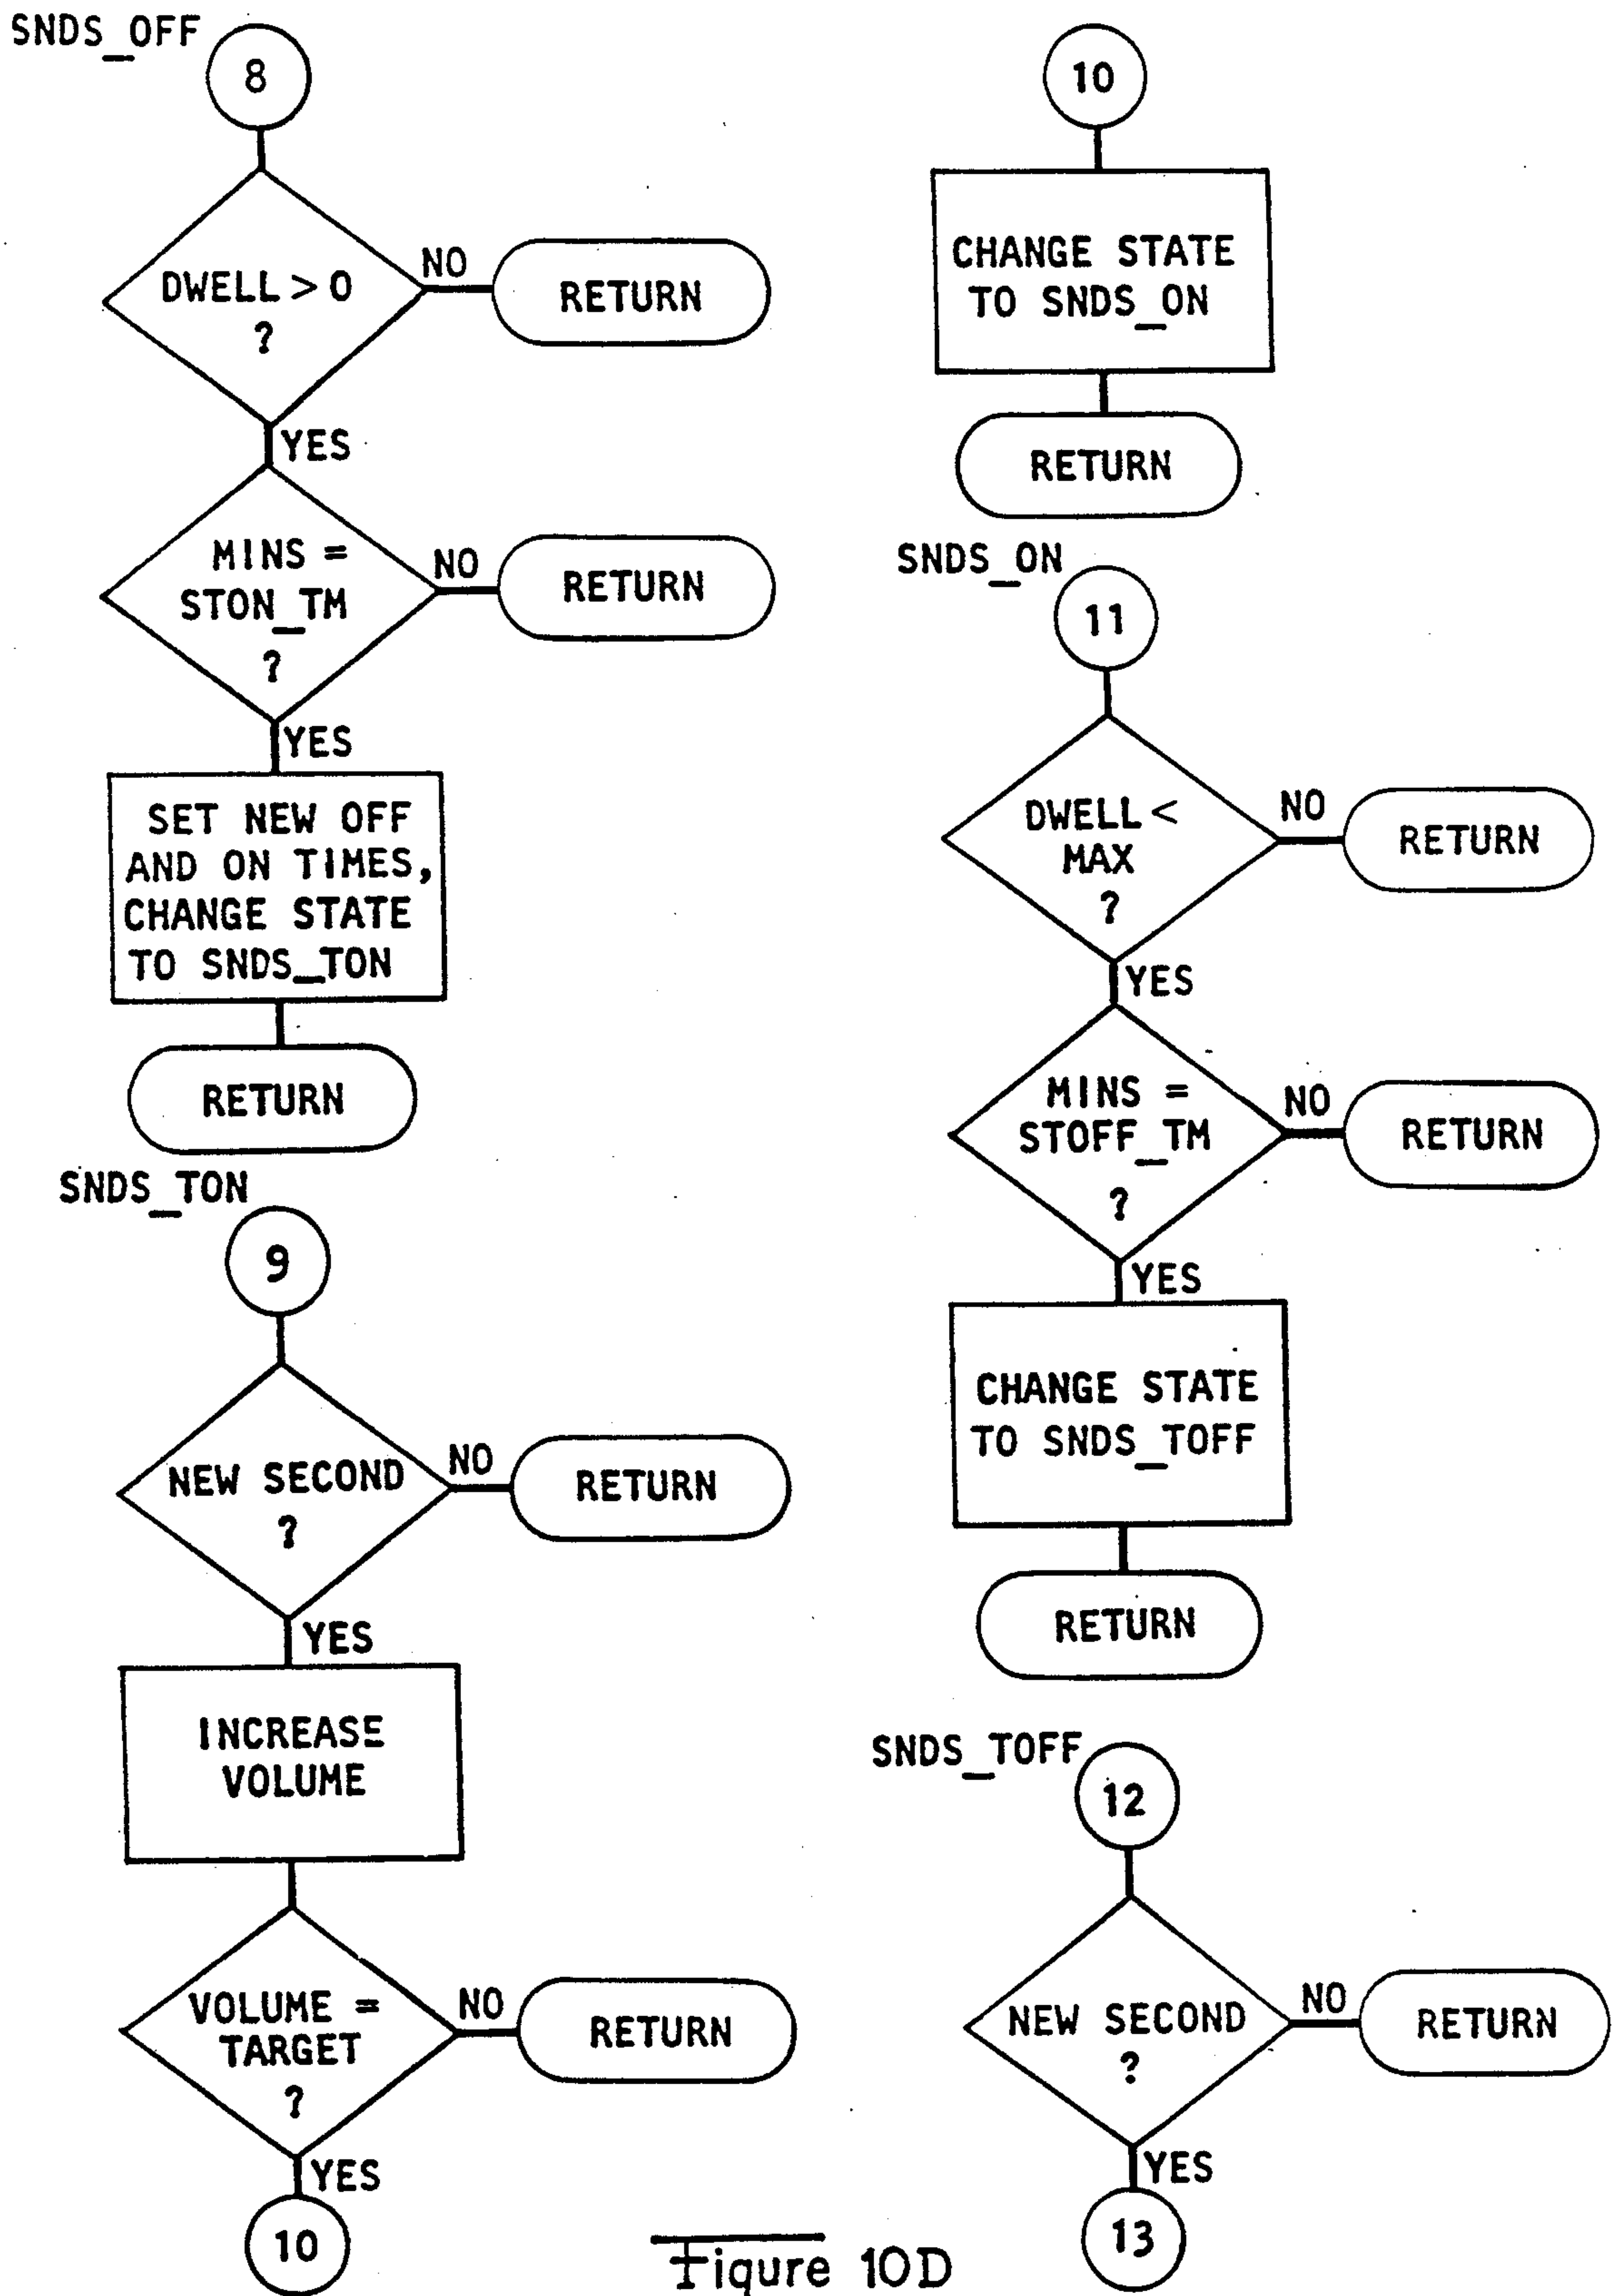 SNDS_OFF
8
DWELL > 0
?
NO
RETURN
YES
MINS =
STON_TM
?
NO
RETURN
YES
SET NEW OFF
AND ON TIMES,
CHANGE STATE
TO SNDS_TON
RETURN
SNDS_TON
9
NEW SECOND
?
NO
RETURN
YES
INCREASE
VOLUME
VOLUME =
TARGET
?
NO
RETURN
YES
10
10
CHANGE STATE
TO SNDS_ON
RETURN
SNDS_ON
11
DWELL <
MAX
?
NO
RETURN
YES
MINS =
STOFF_TM
?
NO
RETURN
YES
CHANGE STATE
TO SNDS_TOFF
RETURN
SNDS_TOFF
12
NEW SECOND
?
NO
RETURN
YES
13
Figure 10D